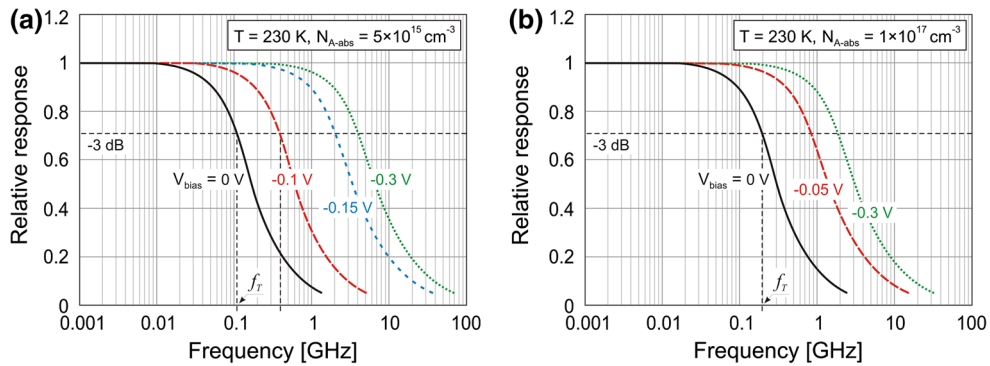 (a)
T = 230 K, N_A-abs = 5×10^15 cm^-3
Relative response
1.2
1
0.8
0.6
0.4
0.2
0
-3 dB
V_bias = 0 V
-0.1 V
-0.3 V
-0.15 V
f_T
0.001
0.01
0.1
1
10
100
Frequency [GHz]
(b)
T = 230 K, N_A-abs = 1×10^17 cm^-3
Relative response
1.2
1
0.8
0.6
0.4
0.2
0
-3 dB
V_bias = 0 V
-0.05 V
-0.3 V
f_T
0.001
0.01
0.1
1
10
100
Frequency [GHz]